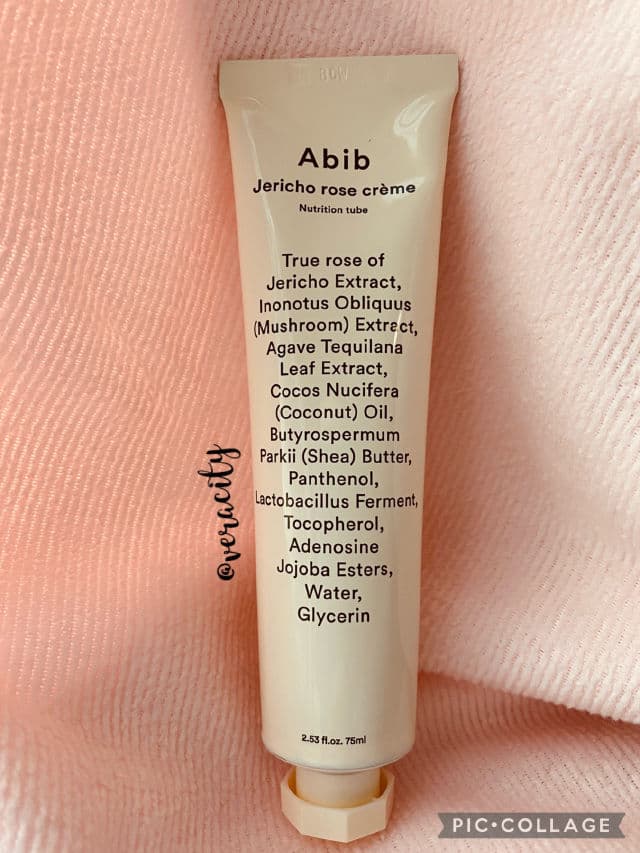 BCW
Abib
Jericho rose crème
Nutrition tube
True rose of
Jericho Extract,
Inonotus Obliquus
(Mushroom) Extract,
Agave Tequilana
Leaf Extract,
Cocos Nucifera
(Coconut) Oil,
Butyrospermum
Parkii (Shea) Butter,
Panthenol,
Lactobacillus Ferment,
Tocopherol,
Adenosine
Jojoba Esters,
Water,
Glycerin
2.53 fl.oz. 75ml
@veracity
PIC•COLLAGE